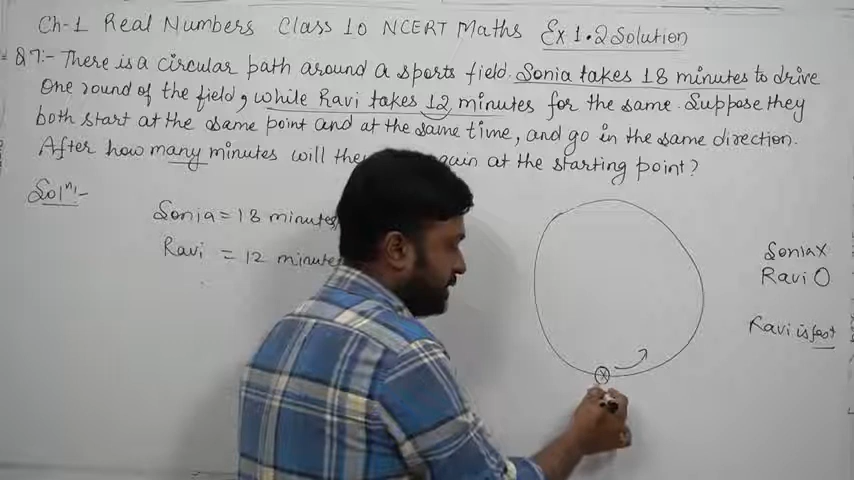 Ch-1 Real Numbers Class 10 NCERT Maths Ex 1.2 Solution
Q7:- There is a circular path around a sports field. Sonia takes 18 minutes to drive
One round of the field, while Ravi takes 12 minutes for the same. Suppose they
both start at the same point and at the same time, and go in the same direction.
After how many minutes will again at the starting point?
Solⁿ:-
Sonia = 18 minutes
Ravi = 12 minutes
Sonia X
Ravi O
Ravi is fast